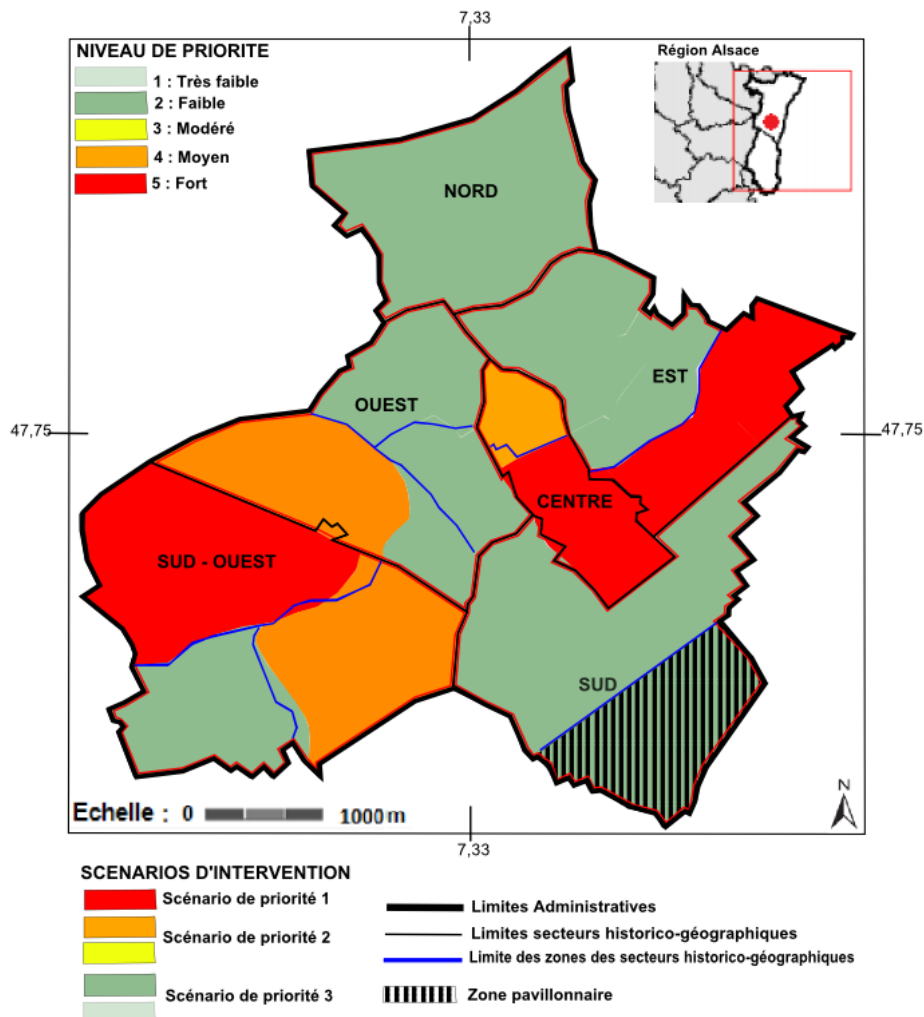 7,33
NIVEAU DE PRIORITE
1 : Très faible
2 : Faible
3 : Modéré
4 : Moyen
5 : Fort
Région Alsace
NORD
EST
OUEST
47,75
47,75
CENTRE
SUD - OUEST
SUD
Echelle : 0 1000 m
N
7,33
SCENARIOS D'INTERVENTION
Scénario de priorité 1
Scénario de priorité 2
Scénario de priorité 3
Limites Administratives
Limites secteurs historico-géographiques
Limite des zones des secteurs historico-géographiques
Zone pavillonnaire